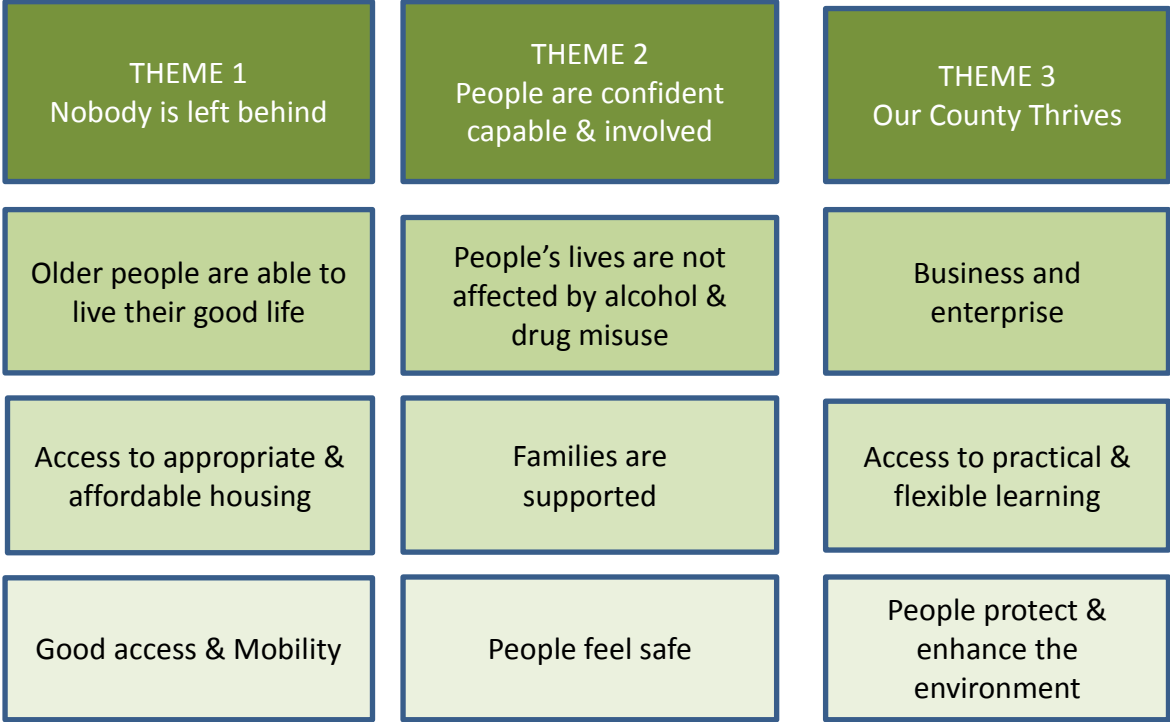 THEME 1
Nobody is left behind
THEME 2
People are confident
capable & involved
THEME 3
Our County Thrives
Older people are able to
live their good life
People’s lives are not
affected by alcohol &
drug misuse
Business and
enterprise
Access to appropriate &
affordable housing
Families are
supported
Access to practical &
flexible learning
Good access & Mobility
People feel safe
People protect &
enhance the
environment